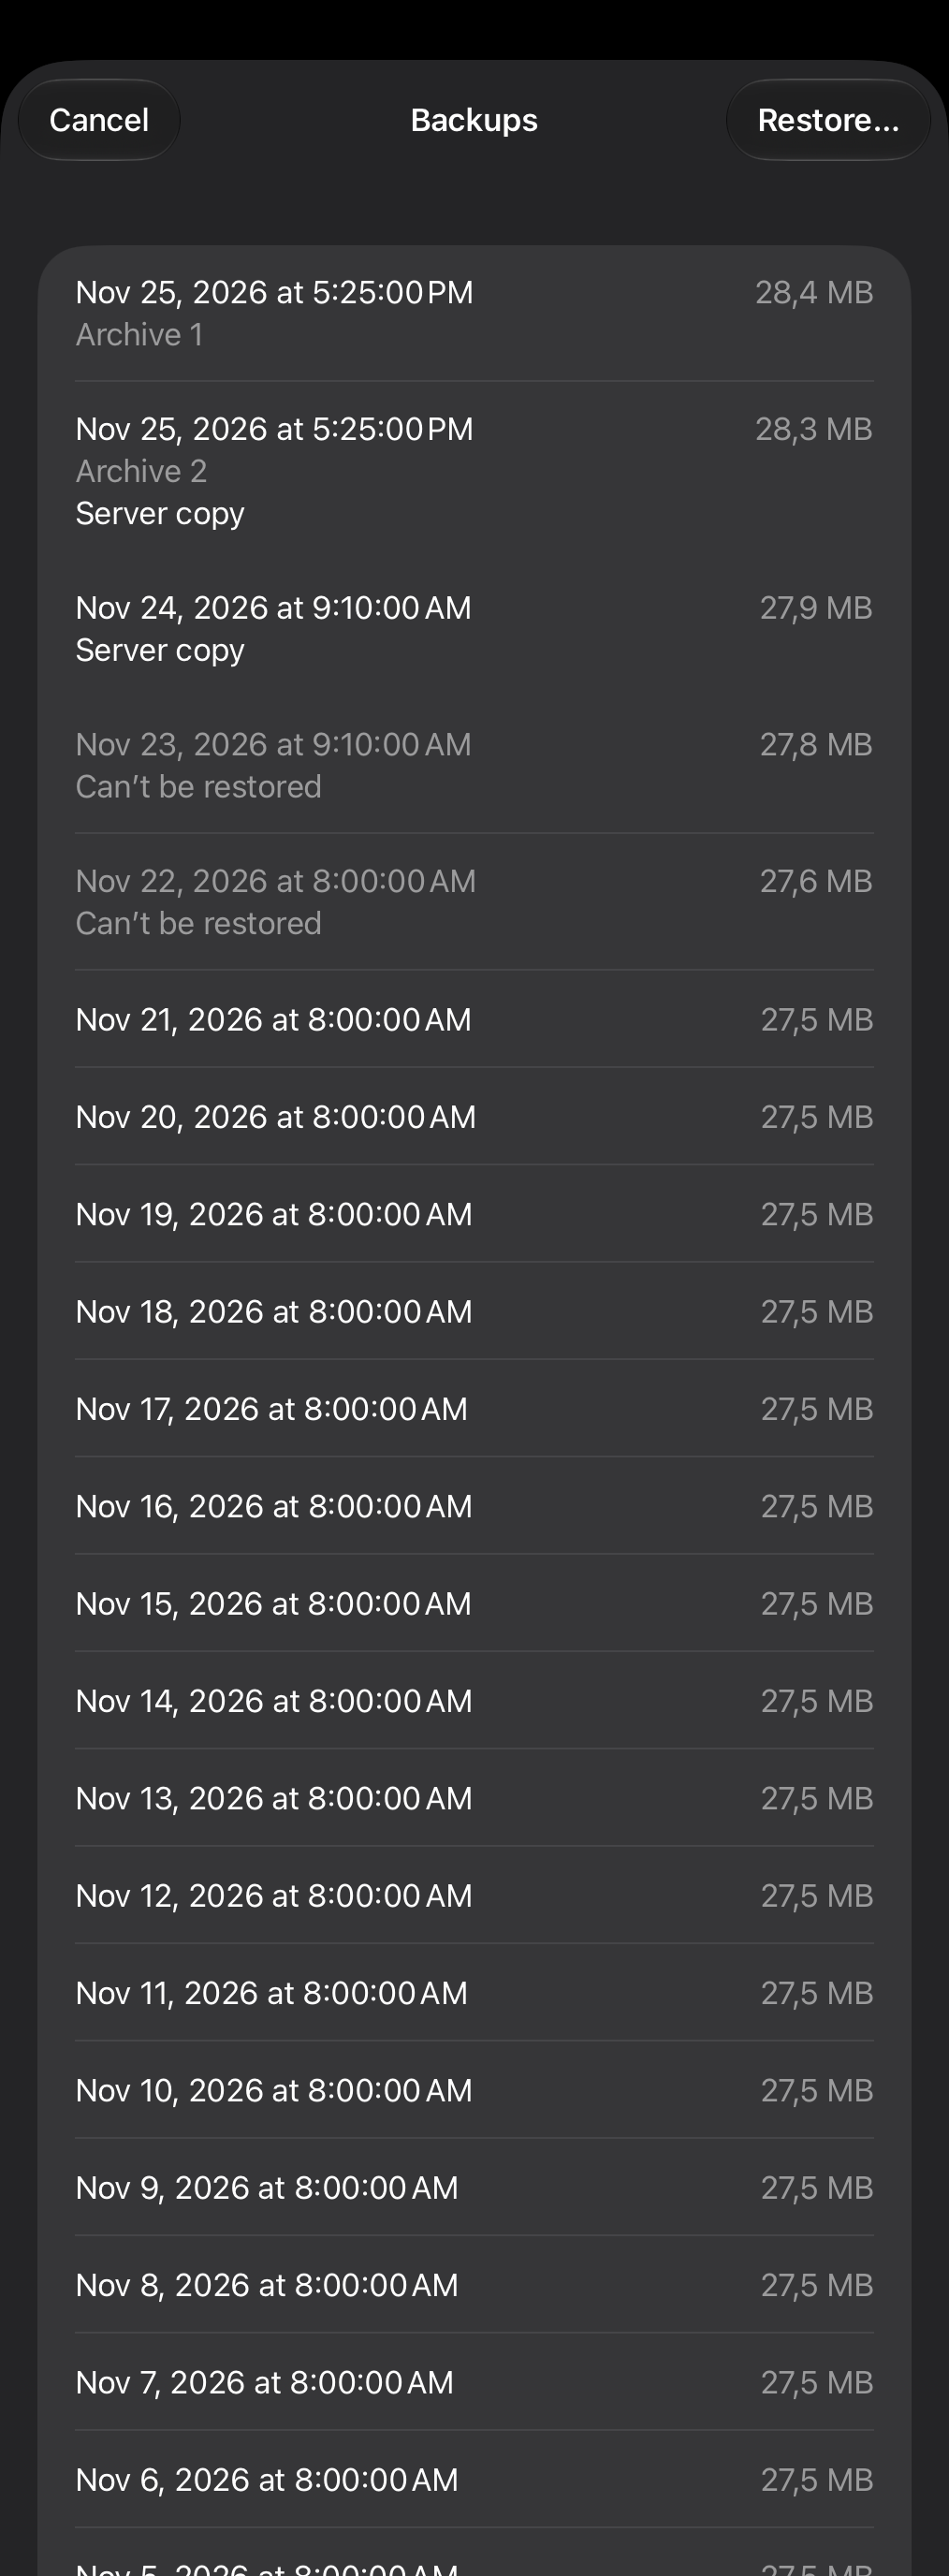 Cancel
Backups
Restore...
Nov 25, 2026 at 5:25:00 PM 28,4 MB
Archive 1
Nov 25, 2026 at 5:25:00 PM 28,3 MB
Archive 2
Server copy
Nov 24, 2026 at 9:10:00 AM 27,9 MB
Server copy
Nov 23, 2026 at 9:10:00 AM 27,8 MB
Can’t be restored
Nov 22, 2026 at 8:00:00 AM 27,6 MB
Can’t be restored
Nov 21, 2026 at 8:00:00 AM 27,5 MB
Nov 20, 2026 at 8:00:00 AM 27,5 MB
Nov 19, 2026 at 8:00:00 AM 27,5 MB
Nov 18, 2026 at 8:00:00 AM 27,5 MB
Nov 17, 2026 at 8:00:00 AM 27,5 MB
Nov 16, 2026 at 8:00:00 AM 27,5 MB
Nov 15, 2026 at 8:00:00 AM 27,5 MB
Nov 14, 2026 at 8:00:00 AM 27,5 MB
Nov 13, 2026 at 8:00:00 AM 27,5 MB
Nov 12, 2026 at 8:00:00 AM 27,5 MB
Nov 11, 2026 at 8:00:00 AM 27,5 MB
Nov 10, 2026 at 8:00:00 AM 27,5 MB
Nov 9, 2026 at 8:00:00 AM 27,5 MB
Nov 8, 2026 at 8:00:00 AM 27,5 MB
Nov 7, 2026 at 8:00:00 AM 27,5 MB
Nov 6, 2026 at 8:00:00 AM 27,5 MB
Nov 5, 2026 at 8:00:00 AM 27,5 MB